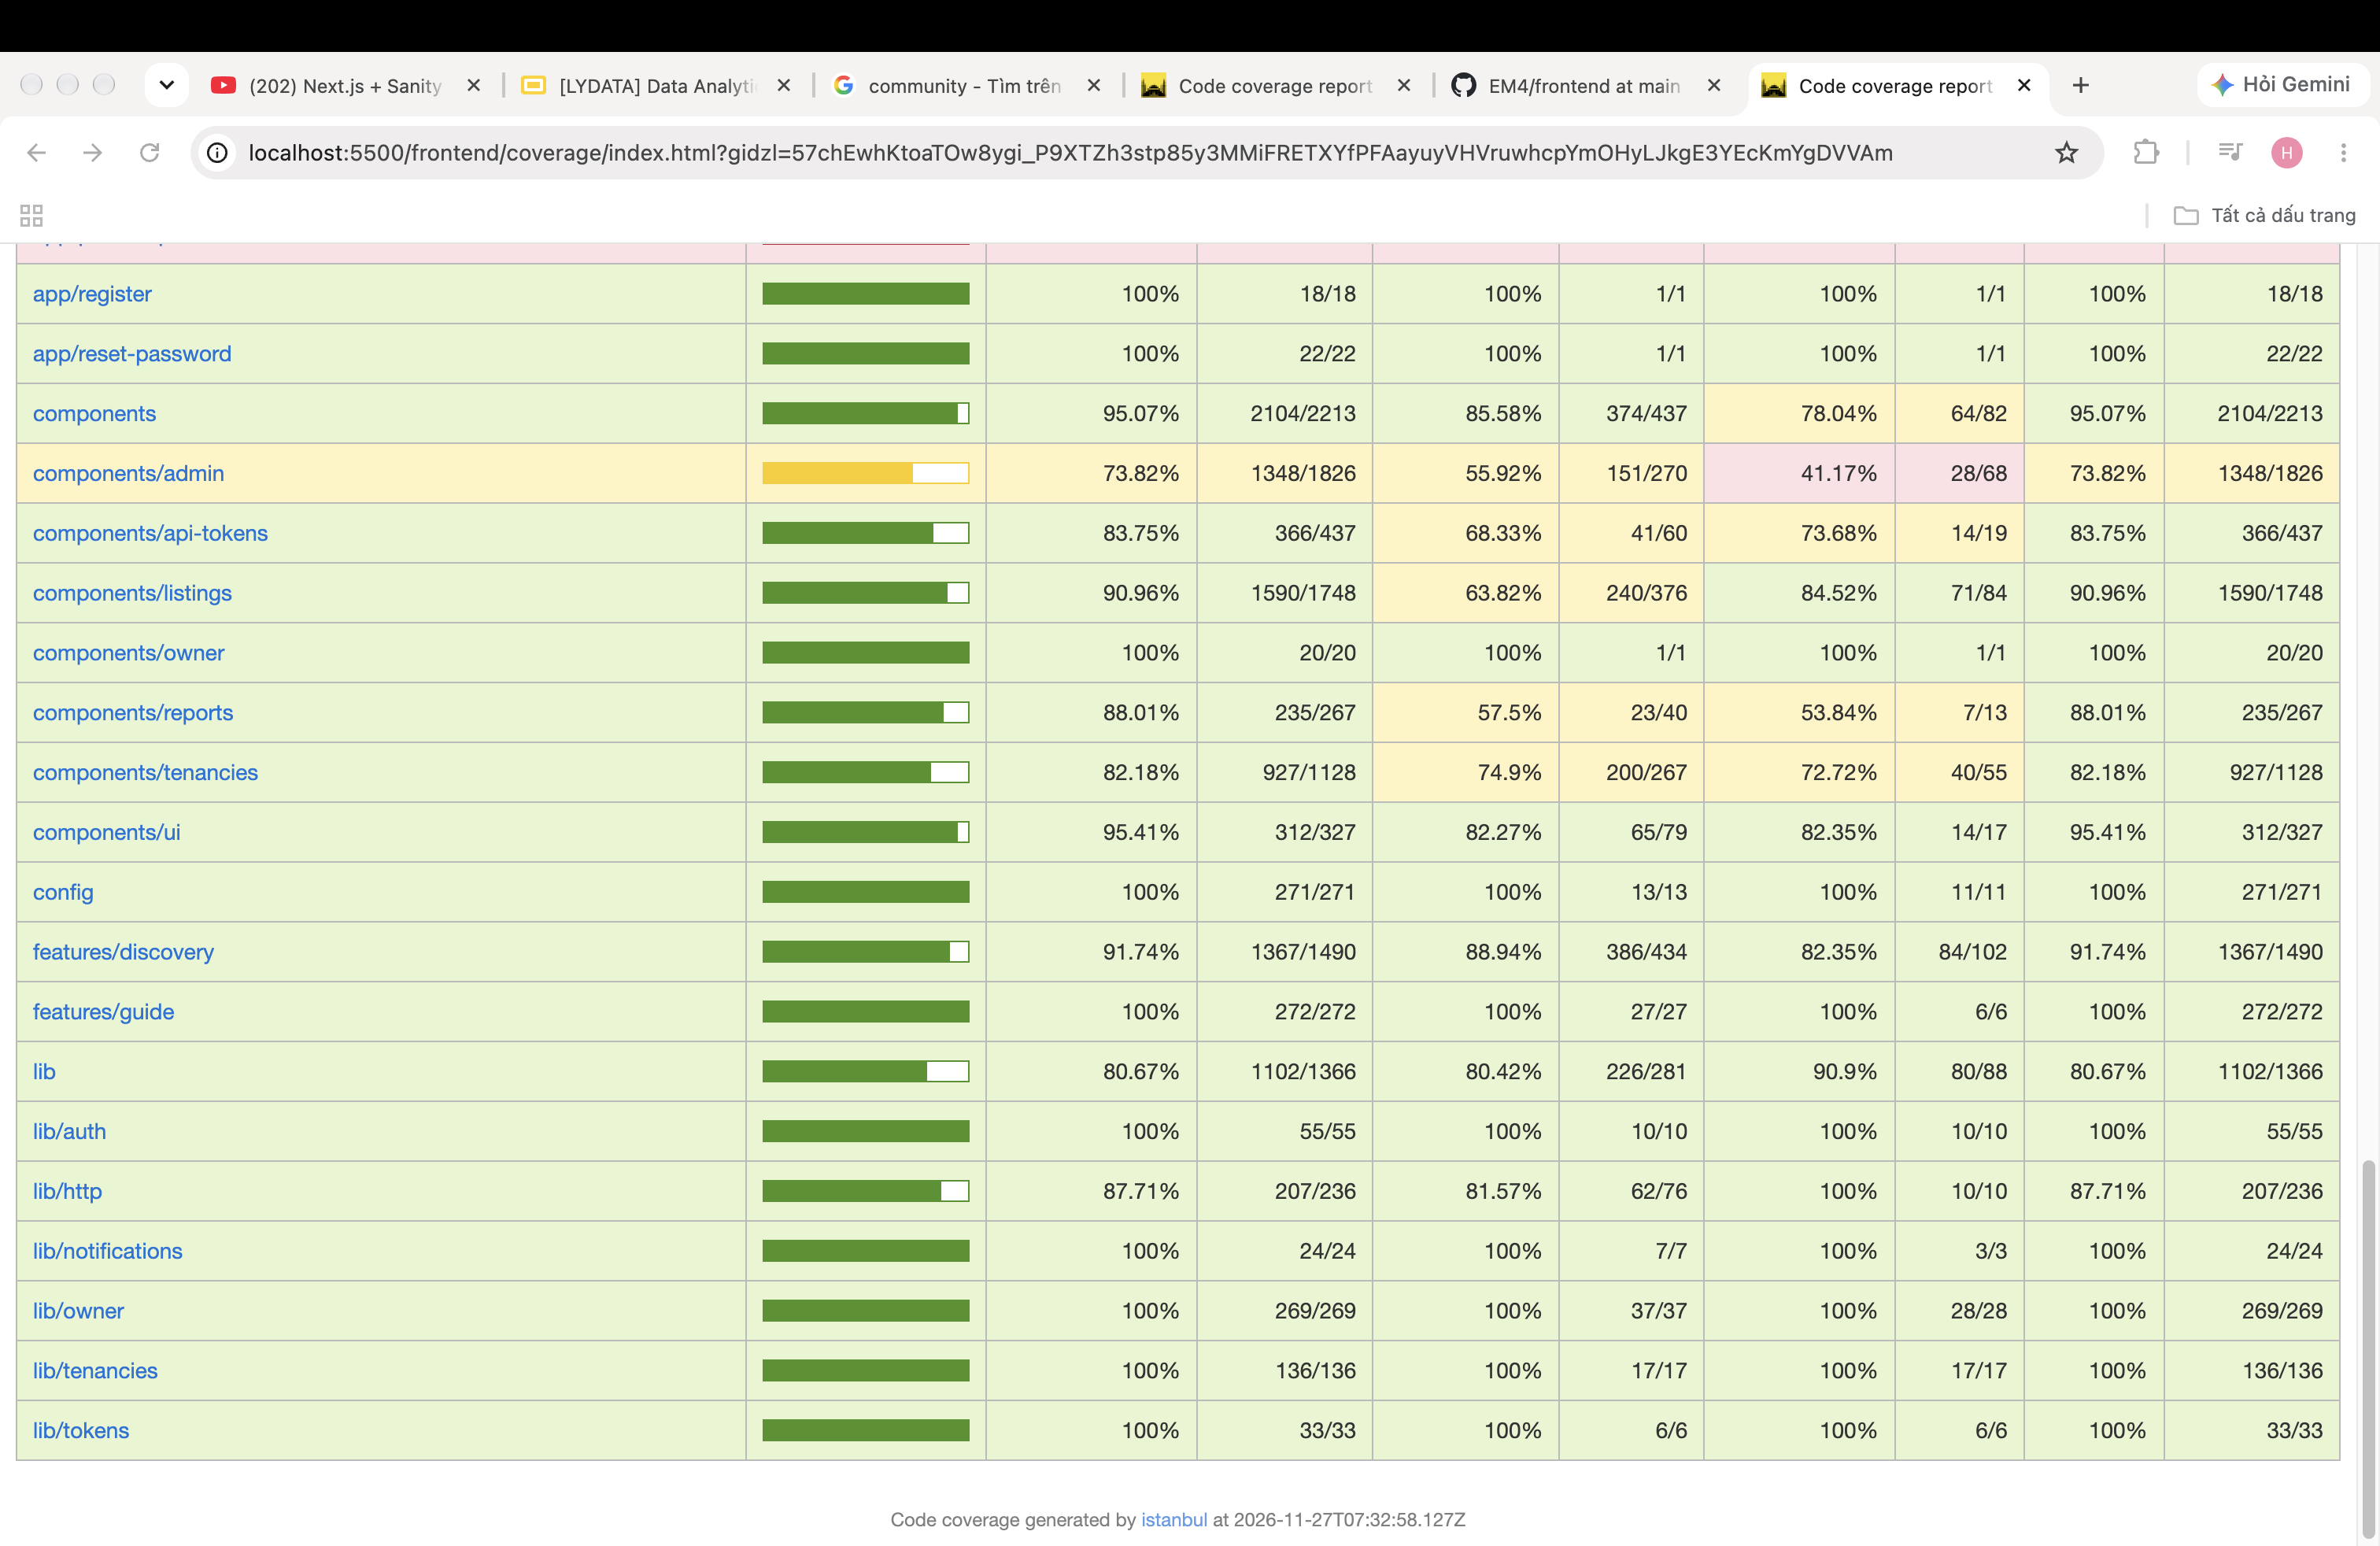 (202) Next.js + Sanity
[LYDATA] Data Analyti
community - Tìm trên
Code coverage report
EM4/frontend at main
Code coverage report
Hỏi Gemini
localhost:5500/frontend/coverage/index.html?gidzl=57chEwhKtoaTOw8ygi_P9XTZh3stp85y3MMiFRETXYfPFAayuyVHVruwhcpYmOHyLJkgE3YEcKmYgDVVAm
H
Tất cả dấu trang
app/register 100% 18/18 100% 1/1 100% 1/1 100% 18/18
app/reset-password 100% 22/22 100% 1/1 100% 1/1 100% 22/22
components 95.07% 2104/2213 85.58% 374/437 78.04% 64/82 95.07% 2104/2213
components/admin 73.82% 1348/1826 55.92% 151/270 41.17% 28/68 73.82% 1348/1826
components/api-tokens 83.75% 366/437 68.33% 41/60 73.68% 14/19 83.75% 366/437
components/listings 90.96% 1590/1748 63.82% 240/376 84.52% 71/84 90.96% 1590/1748
components/owner 100% 20/20 100% 1/1 100% 1/1 100% 20/20
components/reports 88.01% 235/267 57.5% 23/40 53.84% 7/13 88.01% 235/267
components/tenancies 82.18% 927/1128 74.9% 200/267 72.72% 40/55 82.18% 927/1128
components/ui 95.41% 312/327 82.27% 65/79 82.35% 14/17 95.41% 312/327
config 100% 271/271 100% 13/13 100% 11/11 100% 271/271
features/discovery 91.74% 1367/1490 88.94% 386/434 82.35% 84/102 91.74% 1367/1490
features/guide 100% 272/272 100% 27/27 100% 6/6 100% 272/272
lib 80.67% 1102/1366 80.42% 226/281 90.9% 80/88 80.67% 1102/1366
lib/auth 100% 55/55 100% 10/10 100% 10/10 100% 55/55
lib/http 87.71% 207/236 81.57% 62/76 100% 10/10 87.71% 207/236
lib/notifications 100% 24/24 100% 7/7 100% 3/3 100% 24/24
lib/owner 100% 269/269 100% 37/37 100% 28/28 100% 269/269
lib/tenancies 100% 136/136 100% 17/17 100% 17/17 100% 136/136
lib/tokens 100% 33/33 100% 6/6 100% 6/6 100% 33/33
Code coverage generated by istanbul at 2026-11-27T07:32:58.127Z